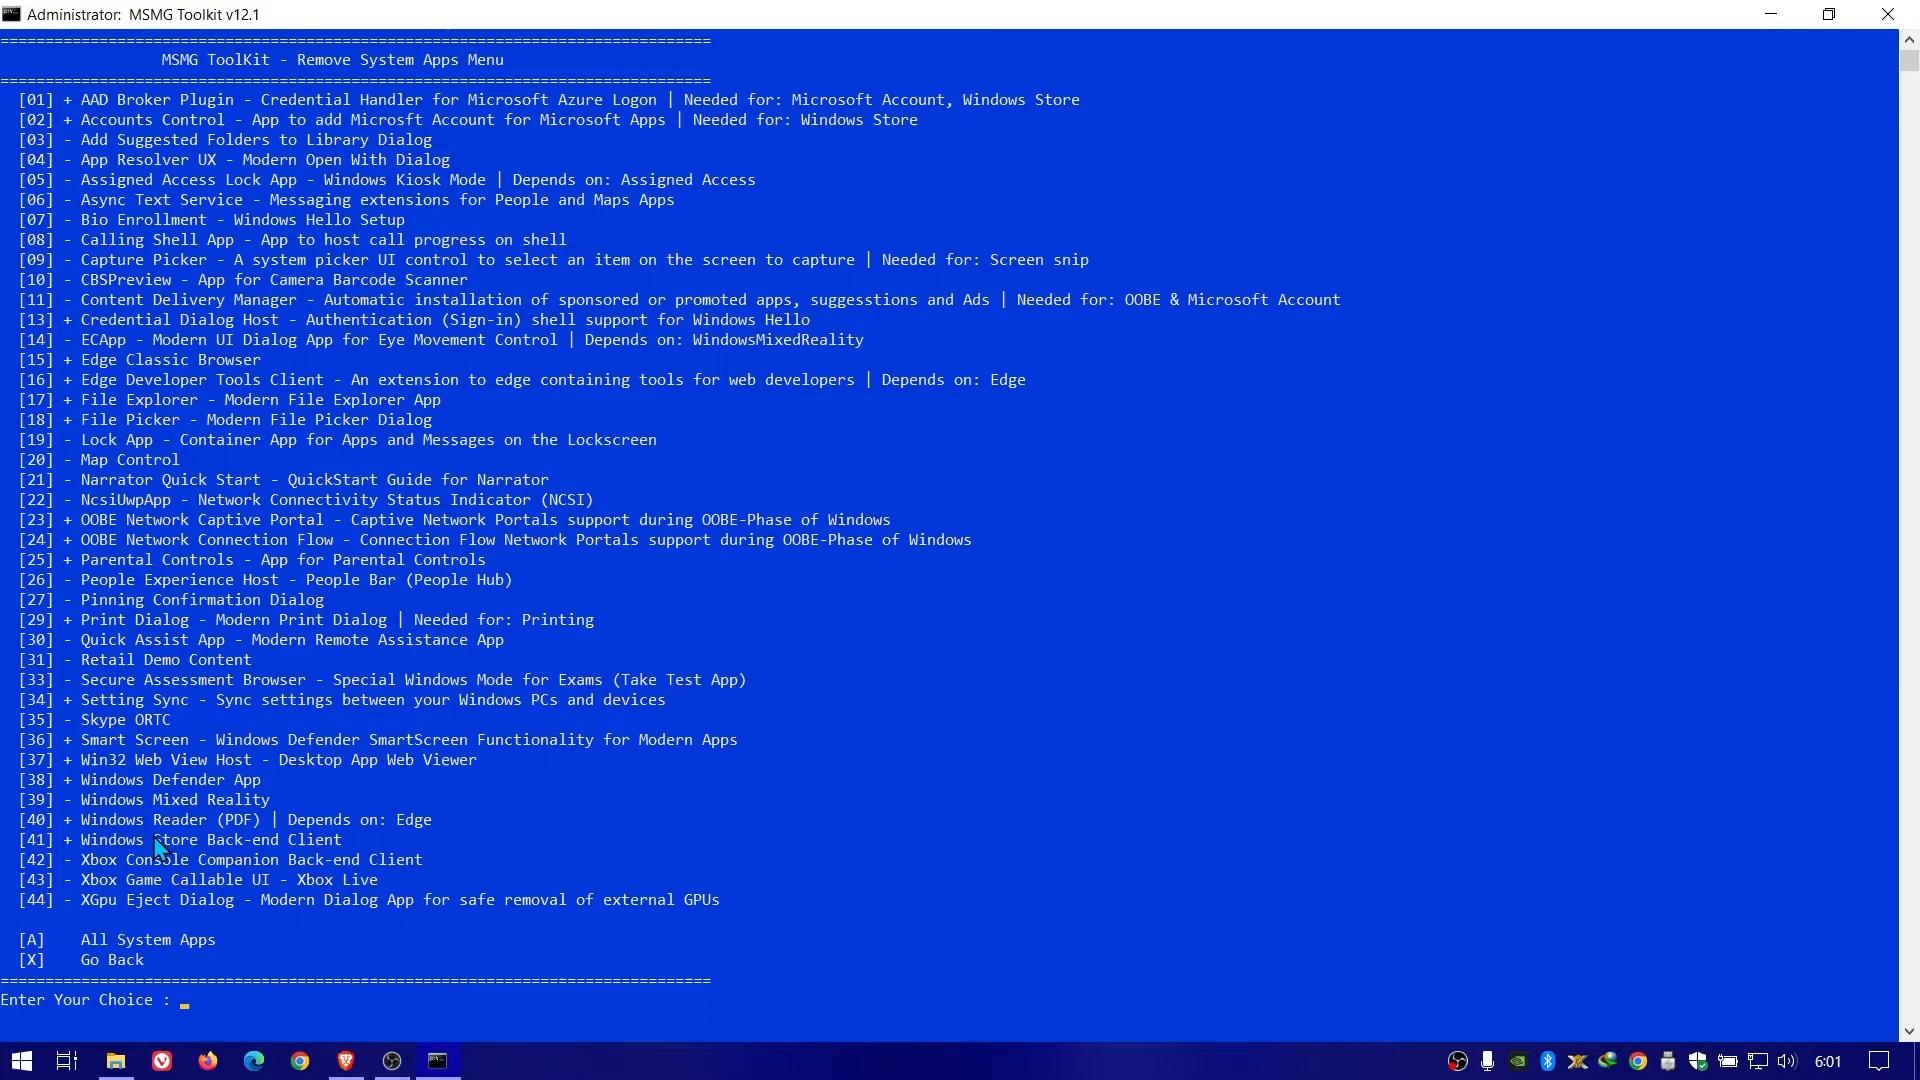 Administrator:  MSMG Toolkit v12.1
===============================================================================
MSMG ToolKit - Remove System Apps Menu
===============================================================================
[01] + AAD Broker Plugin - Credential Handler for Microsoft Azure Logon | Needed for: Microsoft Account, Windows Store
[02] + Accounts Control - App to add Microsft Account for Microsoft Apps | Needed for: Windows Store
[03] - Add Suggested Folders to Library Dialog
[04] - App Resolver UX - Modern Open With Dialog
[05] - Assigned Access Lock App - Windows Kiosk Mode | Depends on: Assigned Access
[06] - Async Text Service - Messaging extensions for People and Maps Apps
[07] - Bio Enrollment - Windows Hello Setup
[08] - Calling Shell App - App to host call progress on shell
[09] - Capture Picker - A system picker UI control to select an item on the screen to capture | Needed for: Screen snip
[10] - CBSPreview - App for Camera Barcode Scanner
[11] - Content Delivery Manager - Automatic installation of sponsored or promoted apps, suggesstions and Ads | Needed for: OOBE & Microsoft Account
[13] + Credential Dialog Host - Authentication (Sign-in) shell support for Windows Hello
[14] - ECApp - Modern UI Dialog App for Eye Movement Control | Depends on: WindowsMixedReality
[15] + Edge Classic Browser
[16] + Edge Developer Tools Client - An extension to edge containing tools for web developers | Depends on: Edge
[17] + File Explorer - Modern File Explorer App
[18] + File Picker - Modern File Picker Dialog
[19] - Lock App - Container App for Apps and Messages on the Lockscreen
[20] - Map Control
[21] - Narrator Quick Start - QuickStart Guide for Narrator
[22] - NcsiUwpApp - Network Connectivity Status Indicator (NCSI)
[23] + OOBE Network Captive Portal - Captive Network Portals support during OOBE-Phase of Windows
[24] + OOBE Network Connection Flow - Connection Flow Network Portals support during OOBE-Phase of Windows
[25] + Parental Controls - App for Parental Controls
[26] - People Experience Host - People Bar (People Hub)
[27] - Pinning Confirmation Dialog
[29] + Print Dialog - Modern Print Dialog | Needed for: Printing
[30] - Quick Assist App - Modern Remote Assistance App
[31] - Retail Demo Content
[33] - Secure Assessment Browser - Special Windows Mode for Exams (Take Test App)
[34] + Setting Sync - Sync settings between your Windows PCs and devices
[35] - Skype ORTC
[36] + Smart Screen - Windows Defender SmartScreen Functionality for Modern Apps
[37] + Win32 Web View Host - Desktop App Web Viewer
[38] + Windows Defender App
[39] - Windows Mixed Reality
[40] + Windows Reader (PDF) | Depends on: Edge
[41] + Windows Store Back-end Client
[42] - Xbox Console Companion Back-end Client
[43] - Xbox Game Callable UI - Xbox Live
[44] - XGpu Eject Dialog - Modern Dialog App for safe removal of external GPUs
[A]    All System Apps
[X]    Go Back
===============================================================================
Enter Your Choice : _
6:01